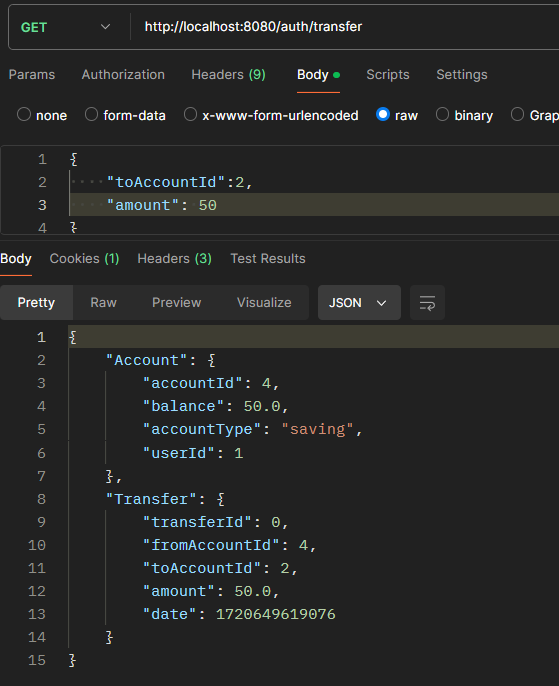 GET http://localhost:8080/auth/transfer
Params Authorization Headers (9) Body Scripts Settings
none form-data x-www-form-urlencoded raw binary Grap
1 {
2 ····"toAccountId":2,
3 ····"amount":·50
4 }
Body Cookies (1) Headers (3) Test Results
Pretty Raw Preview Visualize JSON
1 {
2     "Account": {
3         "accountId": 4,
4         "balance": 50.0,
5         "accountType": "saving",
6         "userId": 1
7     },
8     "Transfer": {
9         "transferId": 0,
10         "fromAccountId": 4,
11         "toAccountId": 2,
12         "amount": 50.0,
13         "date": 1720649619076
14     }
15 }